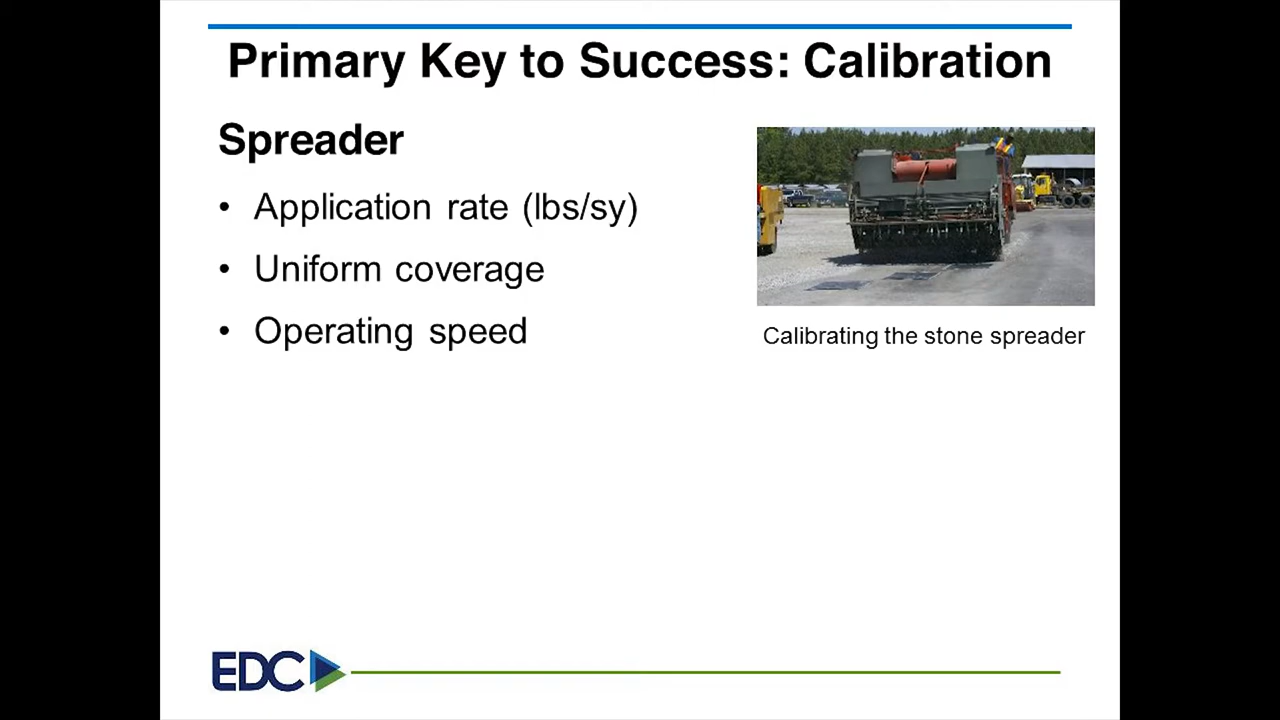 Primary Key to Success: Calibration
Spreader
• Application rate (lbs/sy)
• Uniform coverage
• Operating speed
Calibrating the stone spreader
EDC